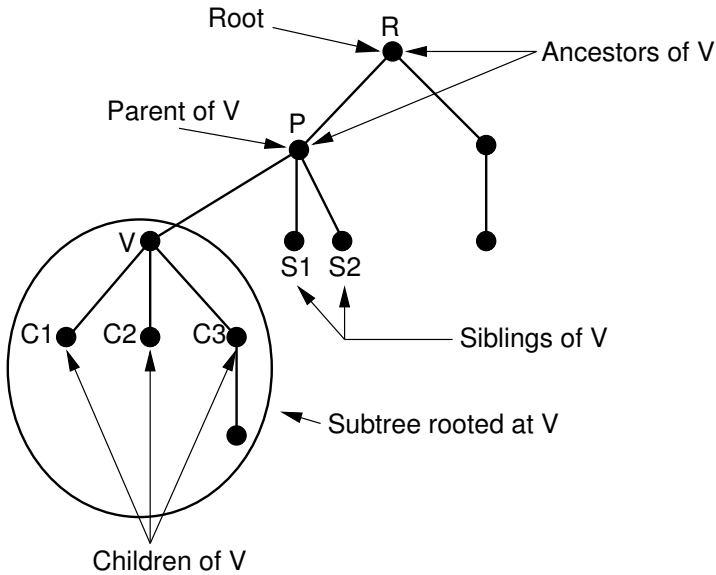 Root
R
Ancestors of V
Parent of V
P
V
S1
S2
C1
C2
C3
Siblings of V
Subtree rooted at V
Children of V